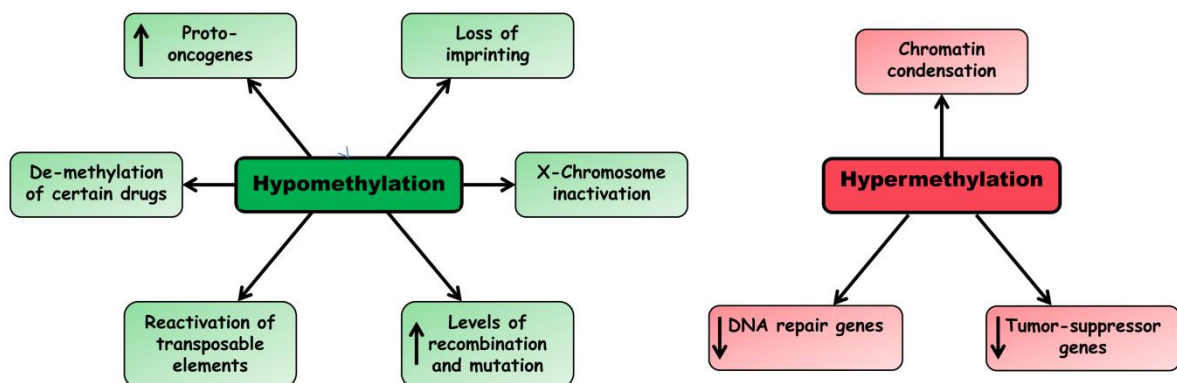 Proto-
oncogenes
Loss of
imprinting
De-methylation
of certain drugs
Hypomethylation
X-Chromosome
inactivation
Reactivation of
transposable
elements
Levels of
recombination
and mutation
Chromatin
condensation
Hypermethylation
DNA repair genes
Tumor-suppressor
genes